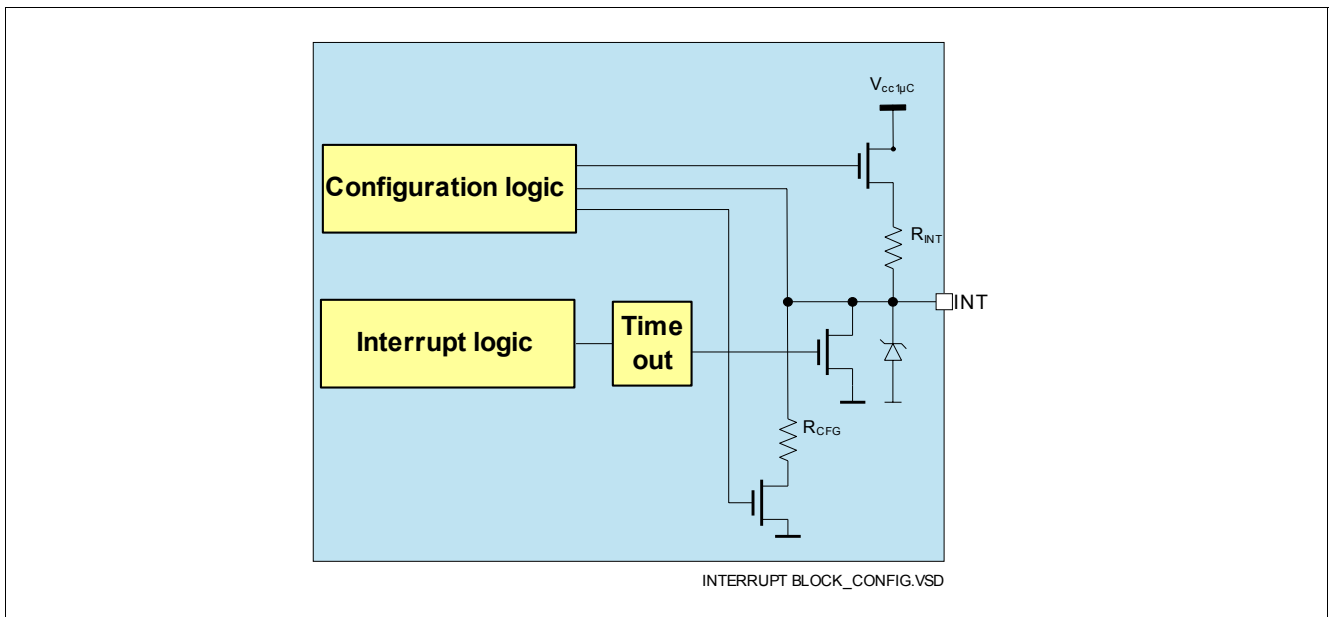 Vcc1µC
Configuration logic
RINT
INT
Interrupt logic
Time
out
RCFG
INTERRUPT BLOCK_CONFIG.VSD